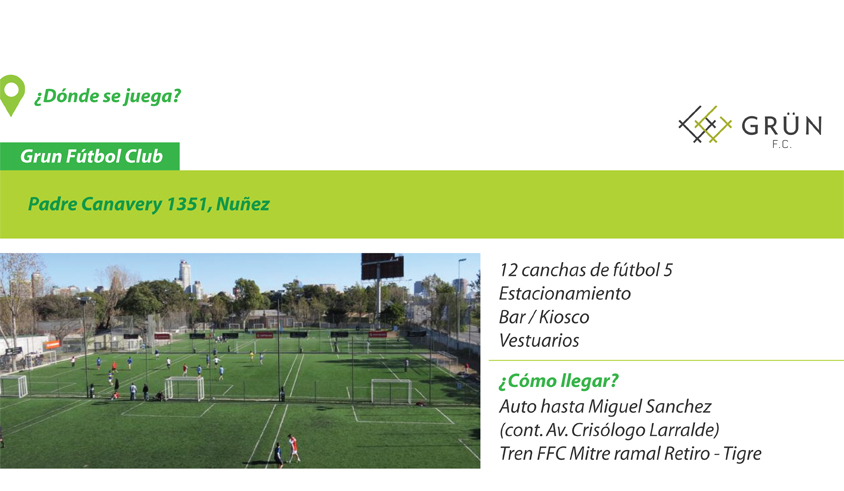 ¿Dónde se juega?
GRÜN
F.C.
Grun Fútbol Club
Padre Canavery 1351, Nuñez
12 canchas de fútbol 5
Estacionamiento
Bar / Kiosco
Vestuarios
¿Cómo llegar?
Auto hasta Miguel Sanchez
(cont. Av. Crisólogo Larralde)
Tren FFC Mitre ramal Retiro - Tigre